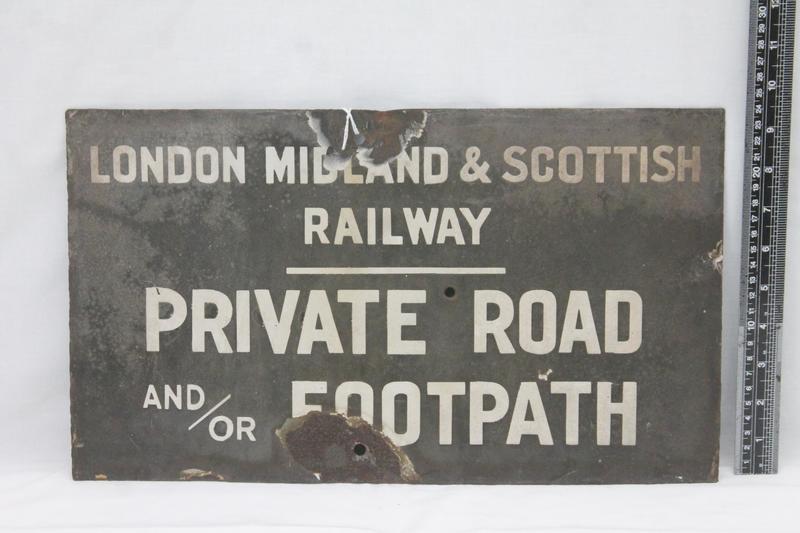 LONDON MIDLAND & SCOTTISH
RAILWAY
PRIVATE ROAD
AND/OR FOOTPATH